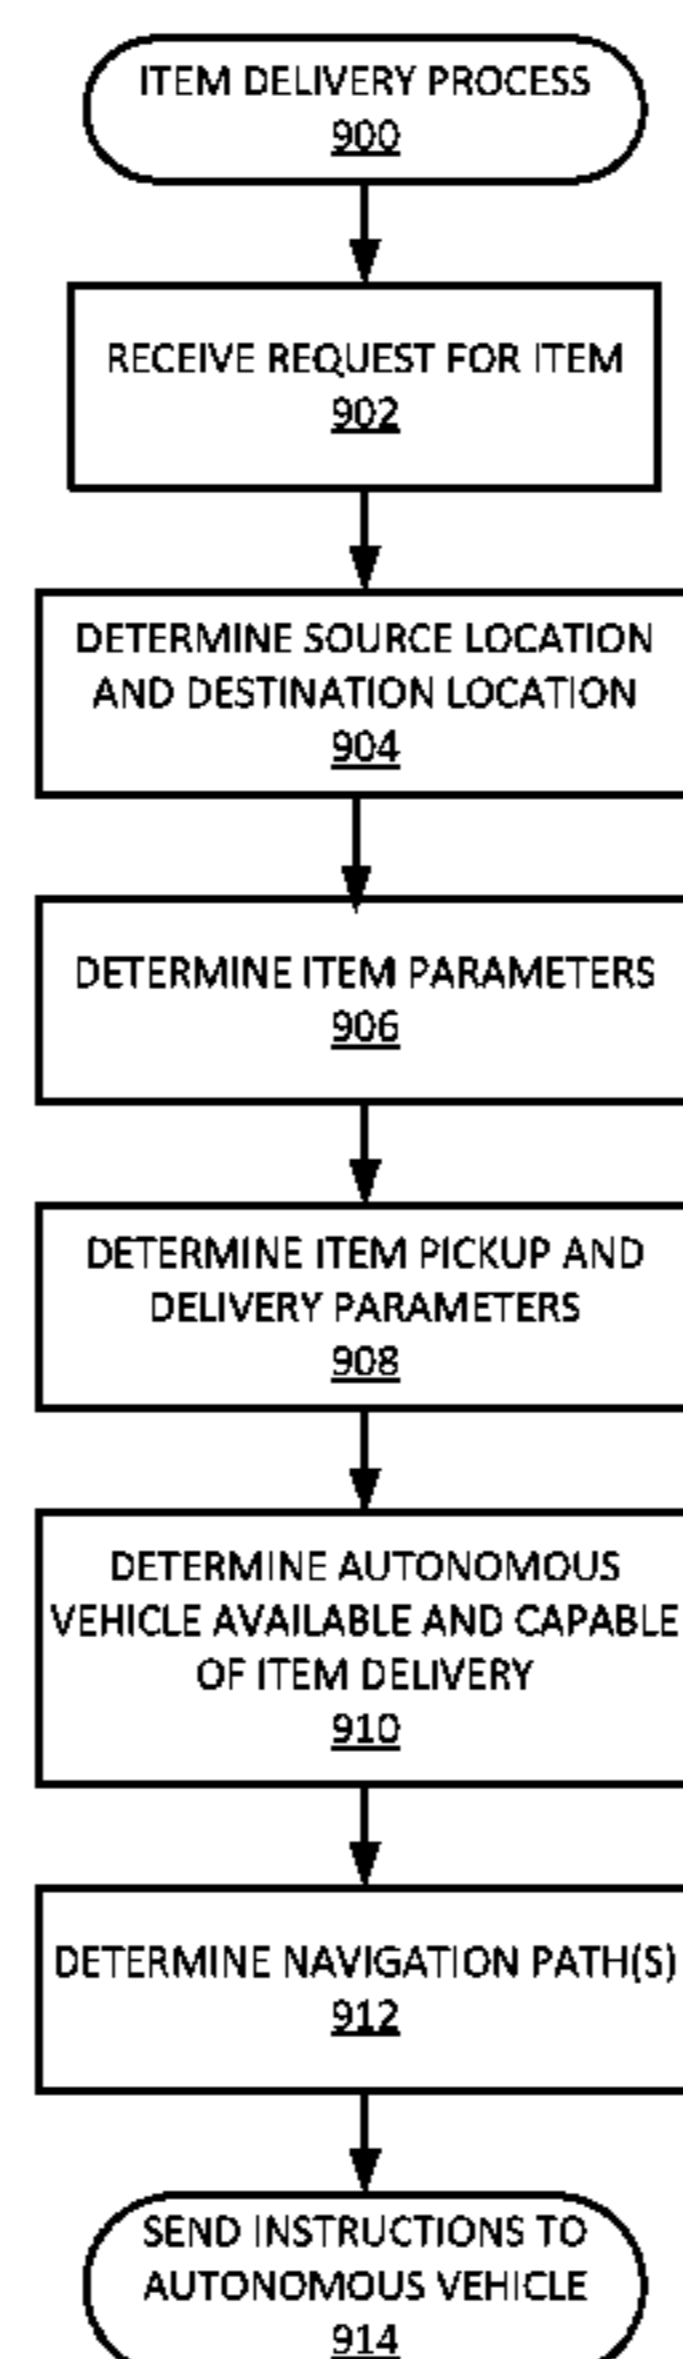 ITEM DELIVERY PROCESS
900
RECEIVE REQUEST FOR ITEM
902
DETERMINE SOURCE LOCATION
AND DESTINATION LOCATION
904
DETERMINE ITEM PARAMETERS
906
DETERMINE ITEM PICKUP AND
DELIVERY PARAMETERS
908
DETERMINE AUTONOMOUS
VEHICLE AVAILABLE AND CAPABLE
OF ITEM DELIVERY
910
DETERMINE NAVIGATION PATH(S)
912
SEND INSTRUCTIONS TO
AUTONOMOUS VEHICLE
914